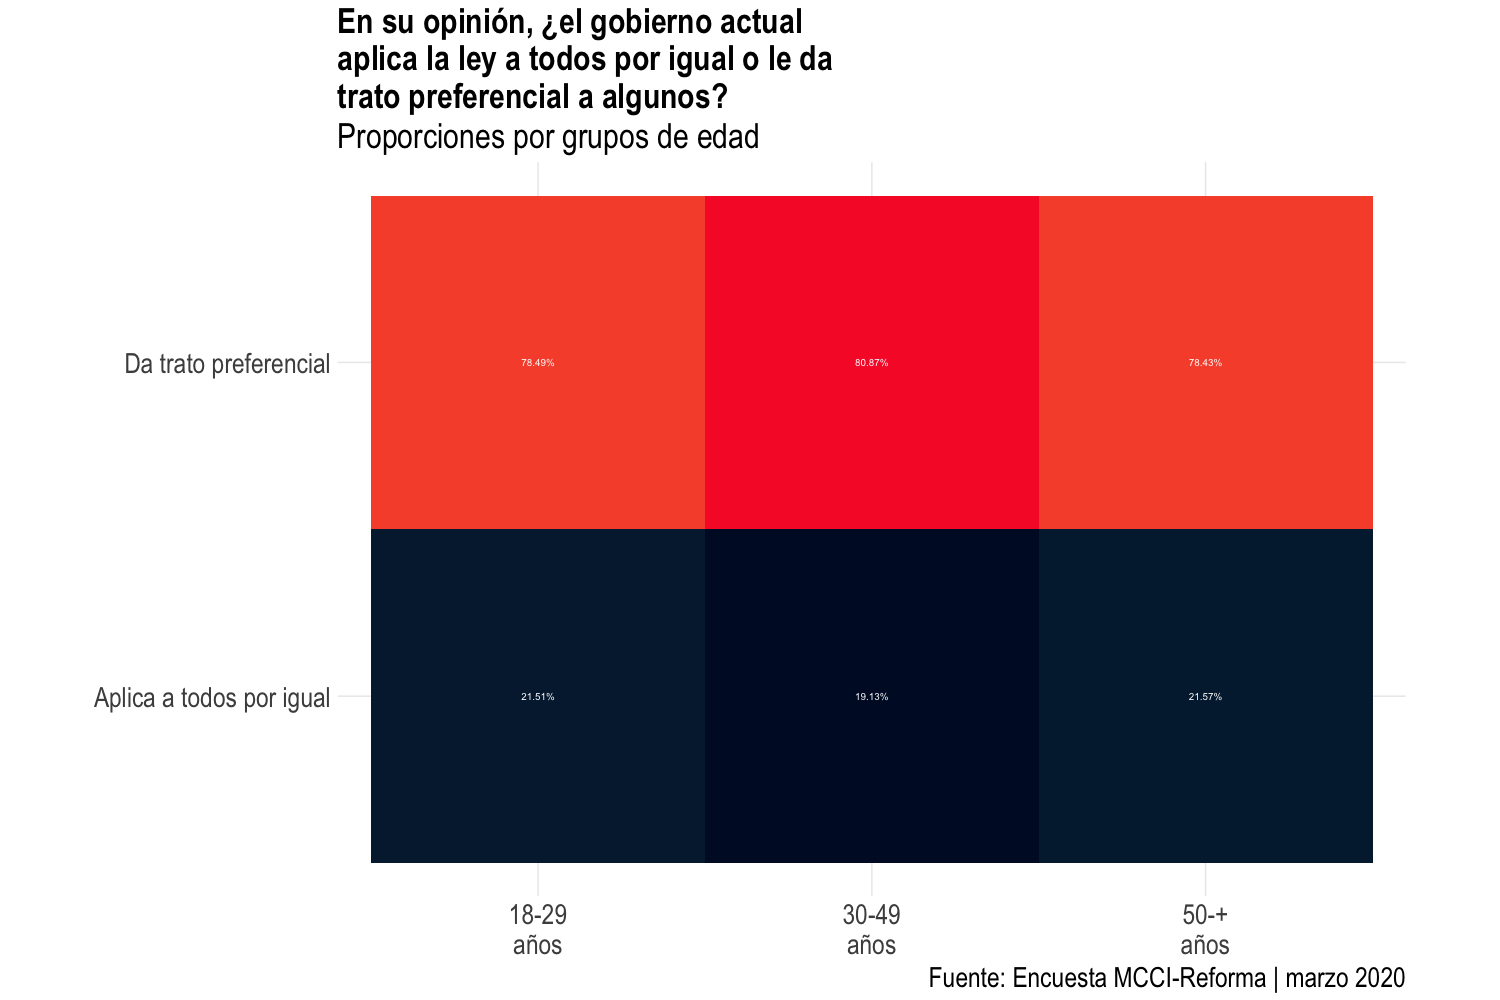 En su opinión, ¿el gobierno actual
aplica la ley a todos por igual o le da
trato preferencial a algunos?
Proporciones por grupos de edad
Da trato preferencial
78.49%
80.87%
78.43%
Aplica a todos por igual
21.51%
19.13%
21.57%
18-29
años
30-49
años
50-+
años
Fuente: Encuesta MCCI-Reforma | marzo 2020